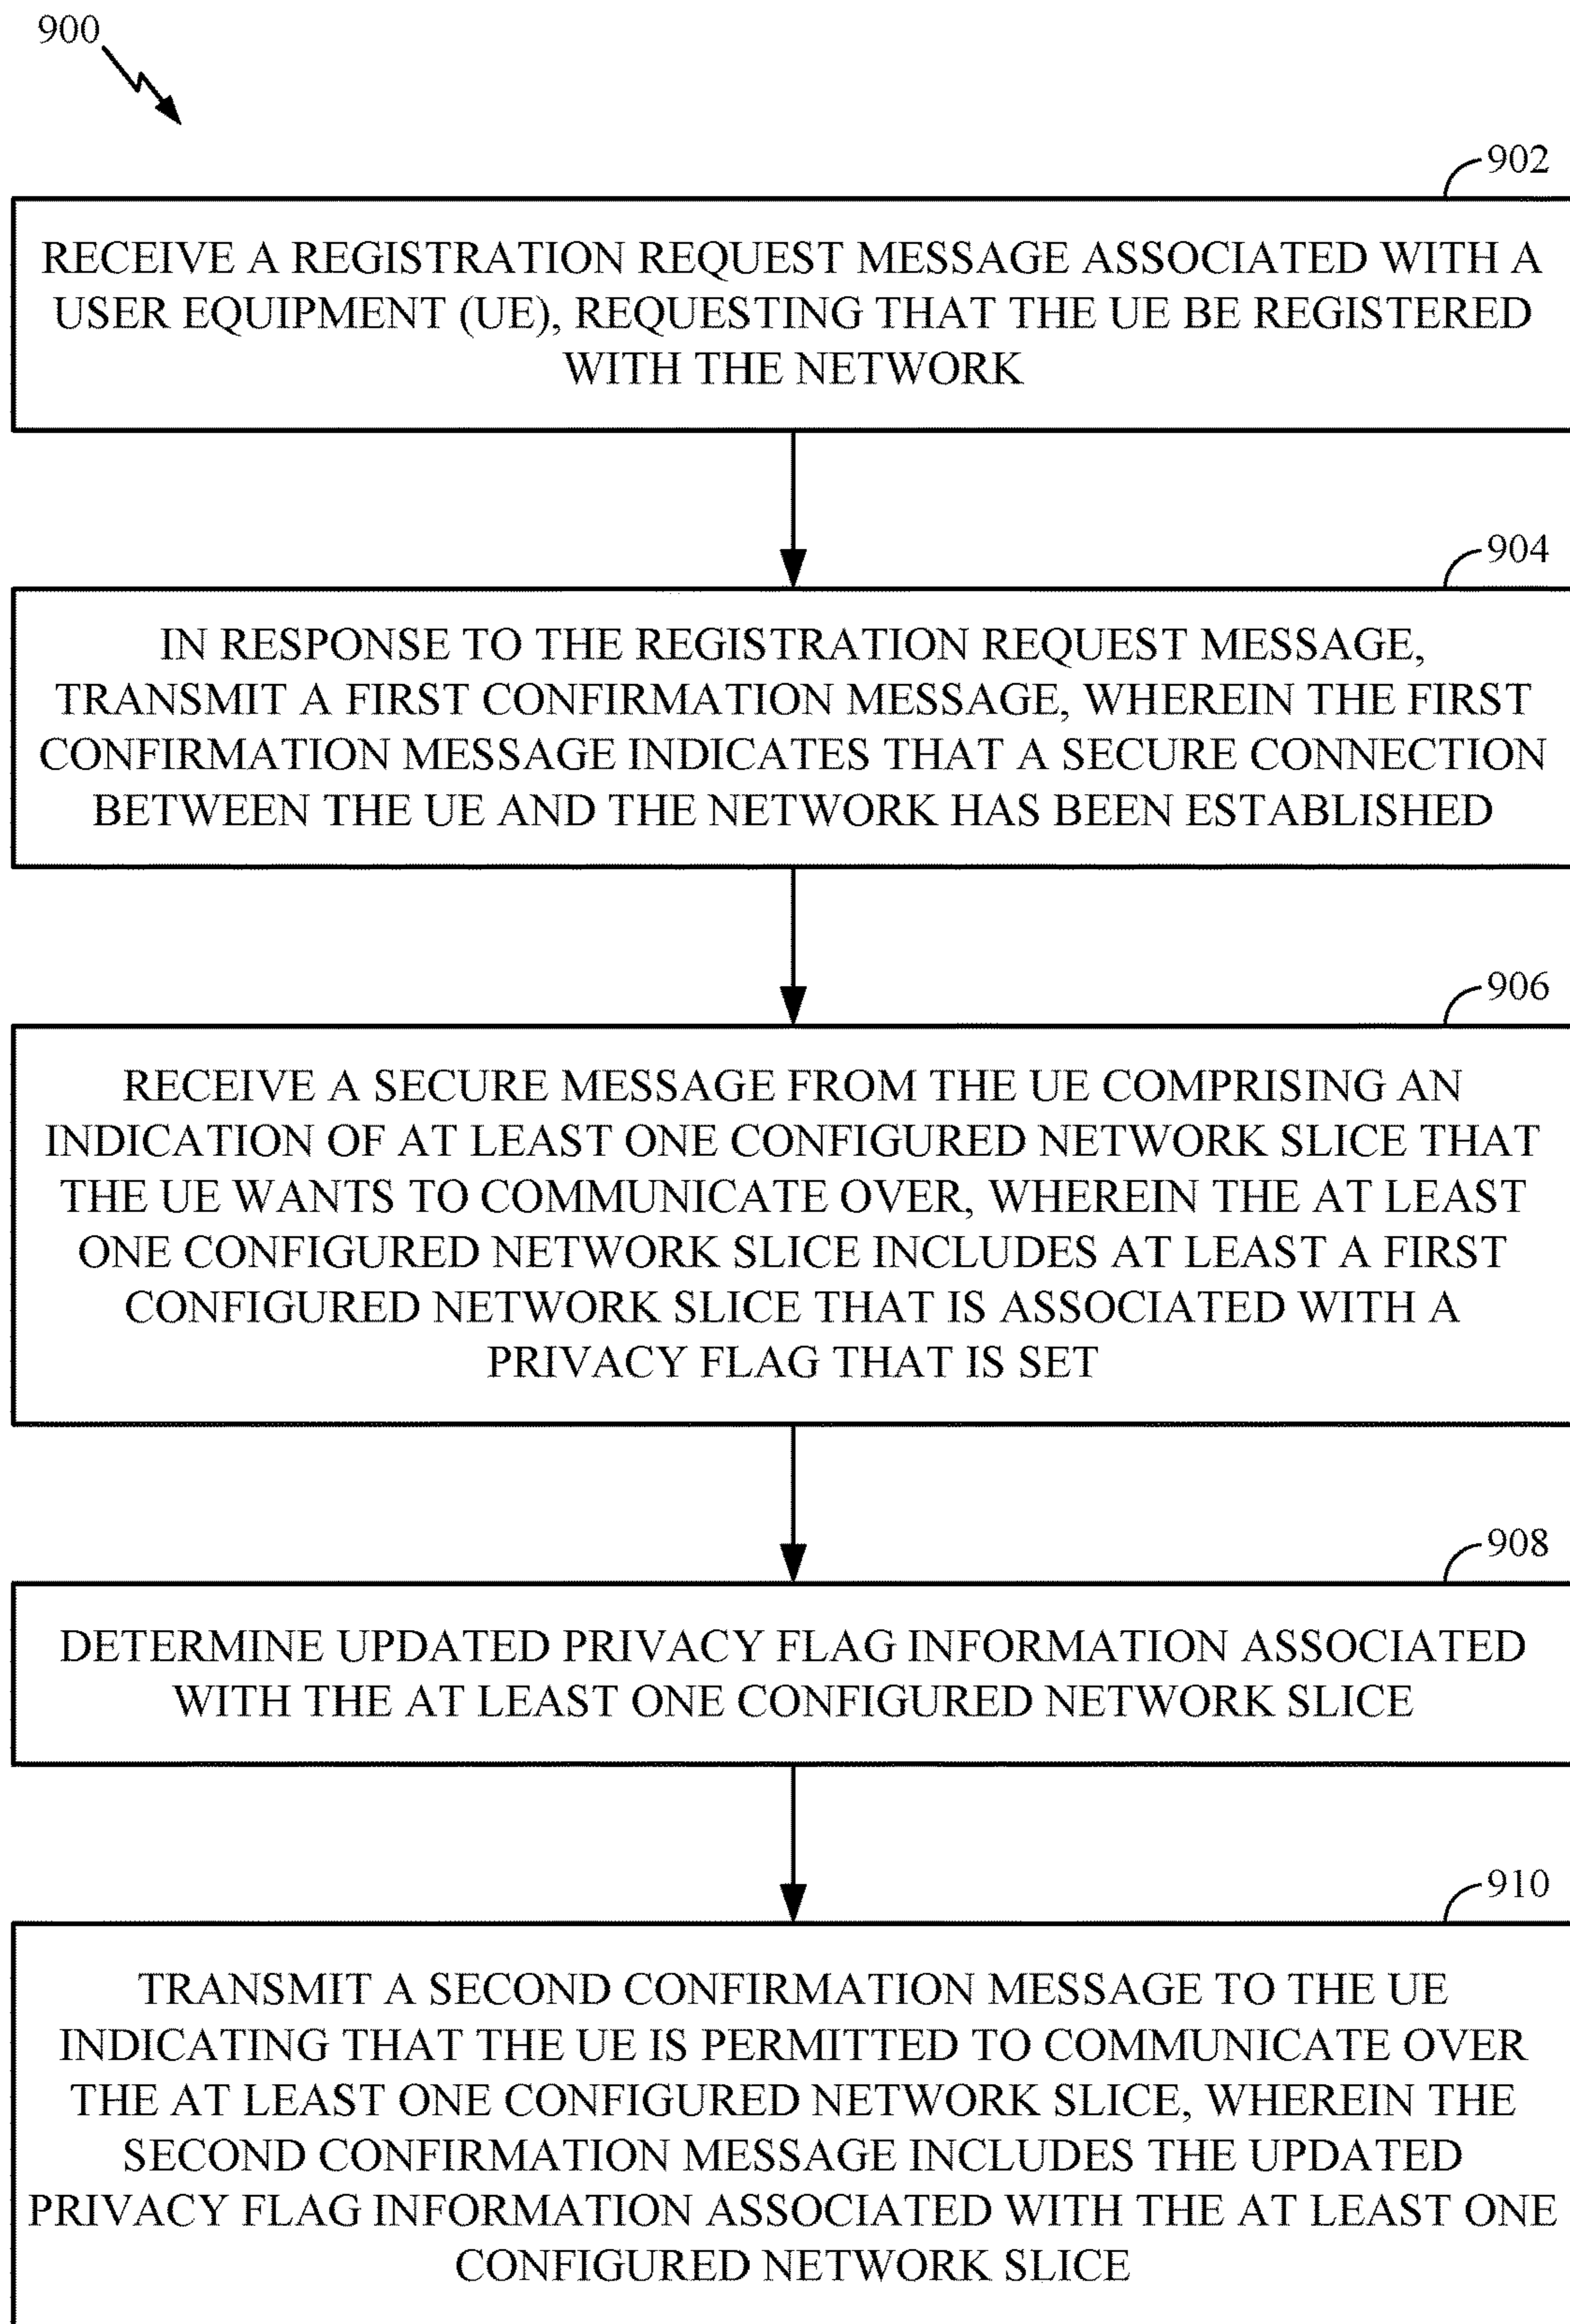 900
902
RECEIVE A REGISTRATION REQUEST MESSAGE ASSOCIATED WITH A
USER EQUIPMENT (UE), REQUESTING THAT THE UE BE REGISTERED
WITH THE NETWORK
904
IN RESPONSE TO THE REGISTRATION REQUEST MESSAGE,
TRANSMIT A FIRST CONFIRMATION MESSAGE, WHEREIN THE FIRST
CONFIRMATION MESSAGE INDICATES THAT A SECURE CONNECTION
BETWEEN THE UE AND THE NETWORK HAS BEEN ESTABLISHED
906
RECEIVE A SECURE MESSAGE FROM THE UE COMPRISING AN
INDICATION OF AT LEAST ONE CONFIGURED NETWORK SLICE THAT
THE UE WANTS TO COMMUNICATE OVER, WHEREIN THE AT LEAST
ONE CONFIGURED NETWORK SLICE INCLUDES AT LEAST A FIRST
CONFIGURED NETWORK SLICE THAT IS ASSOCIATED WITH A
PRIVACY FLAG THAT IS SET
908
DETERMINE UPDATED PRIVACY FLAG INFORMATION ASSOCIATED
WITH THE AT LEAST ONE CONFIGURED NETWORK SLICE
910
TRANSMIT A SECOND CONFIRMATION MESSAGE TO THE UE
INDICATING THAT THE UE IS PERMITTED TO COMMUNICATE OVER
THE AT LEAST ONE CONFIGURED NETWORK SLICE, WHEREIN THE
SECOND CONFIRMATION MESSAGE INCLUDES THE UPDATED
PRIVACY FLAG INFORMATION ASSOCIATED WITH THE AT LEAST ONE
CONFIGURED NETWORK SLICE